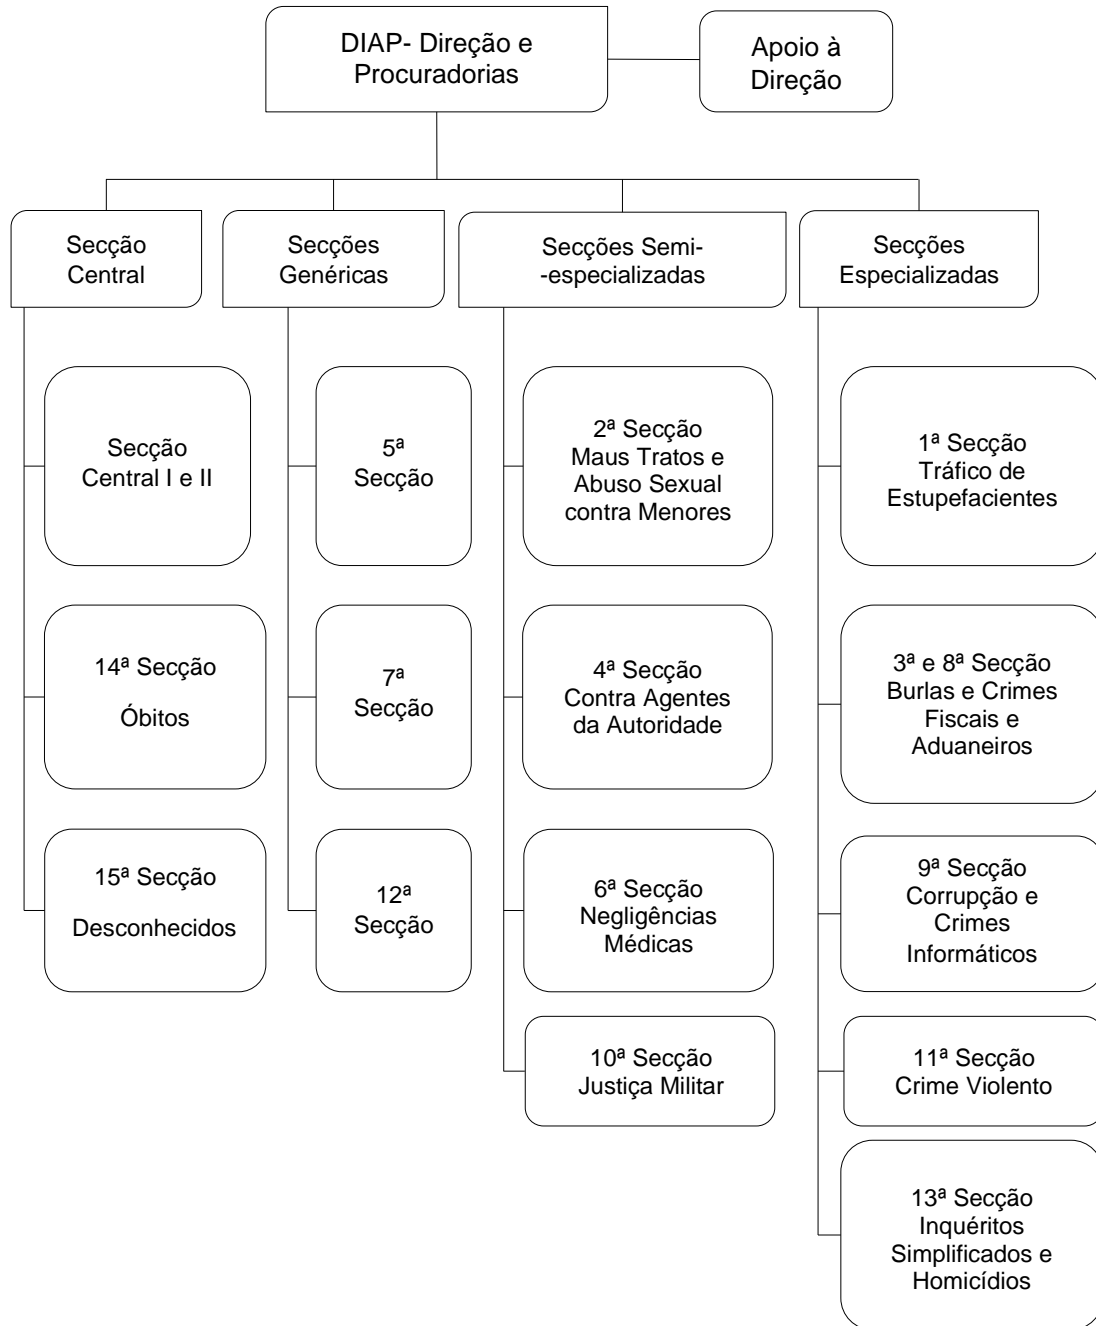 DIAP- Direção e
Procuradorias
Apoio à
Direção
Secção
Central
Secções
Genéricas
Secções Semi-
-especializadas
Secções
Especializadas
Secção
Central I e II
14ª Secção
Óbitos
15ª Secção
Desconhecidos
5ª
Secção
7ª
Secção
12ª
Secção
2ª Secção
Maus Tratos e
Abuso Sexual
contra Menores
4ª Secção
Contra Agentes
da Autoridade
6ª Secção
Negligências
Médicas
10ª Secção
Justiça Militar
1ª Secção
Tráfico de
Estupefacientes
3ª e 8ª Secção
Burlas e Crimes
Fiscais e
Aduaneiros
9ª Secção
Corrupção e
Crimes
Informáticos
11ª Secção
Crime Violento
13ª Secção
Inquéritos
Simplificados e
Homicídios